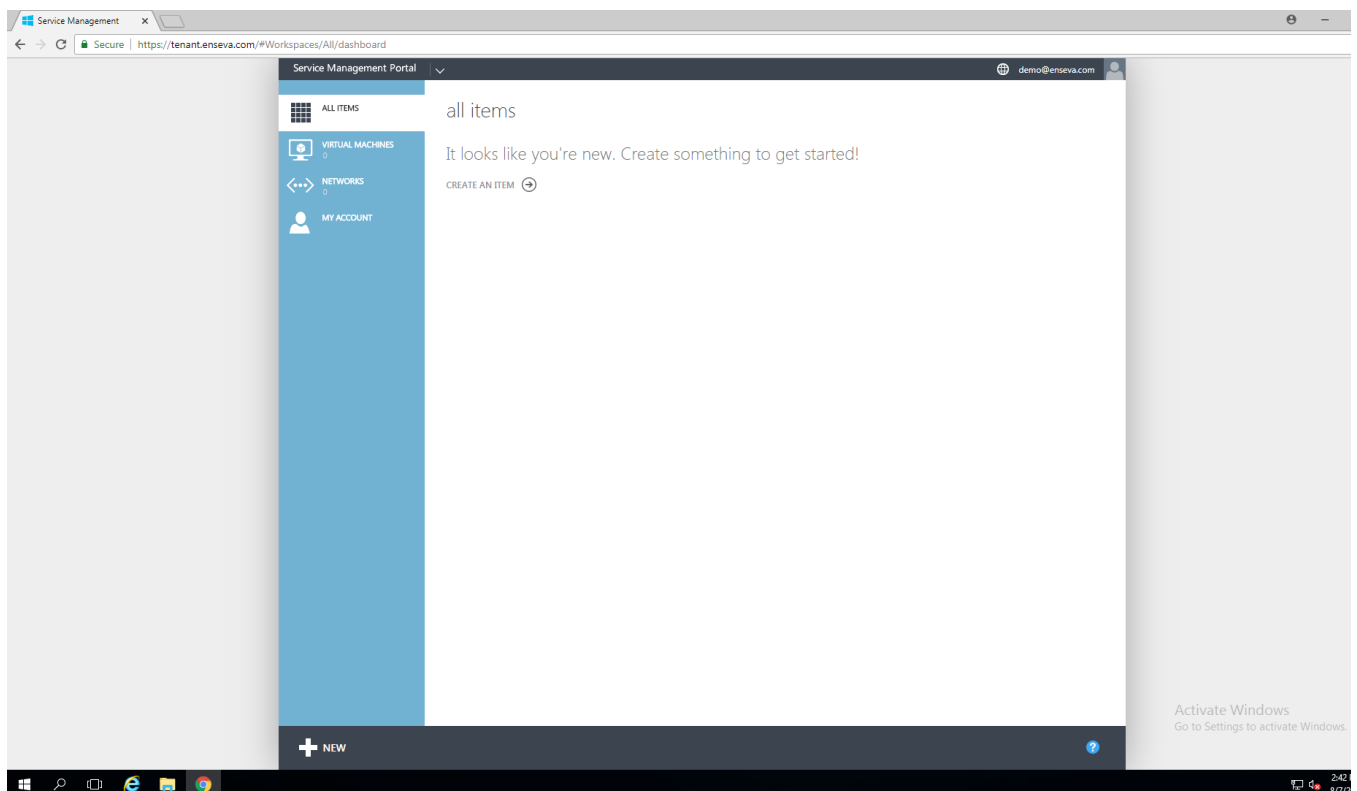 Service Management
Secure https://tenant.enseva.com/#Workspaces/All/dashboard
Service Management Portal demo@enseva.com
ALL ITEMS
VIRTUAL MACHINES
0
NETWORKS
0
MY ACCOUNT
all items
It looks like you're new. Create something to get started!
CREATE AN ITEM
Activate Windows
Go to Settings to activate Windows.
NEW
?
2:42